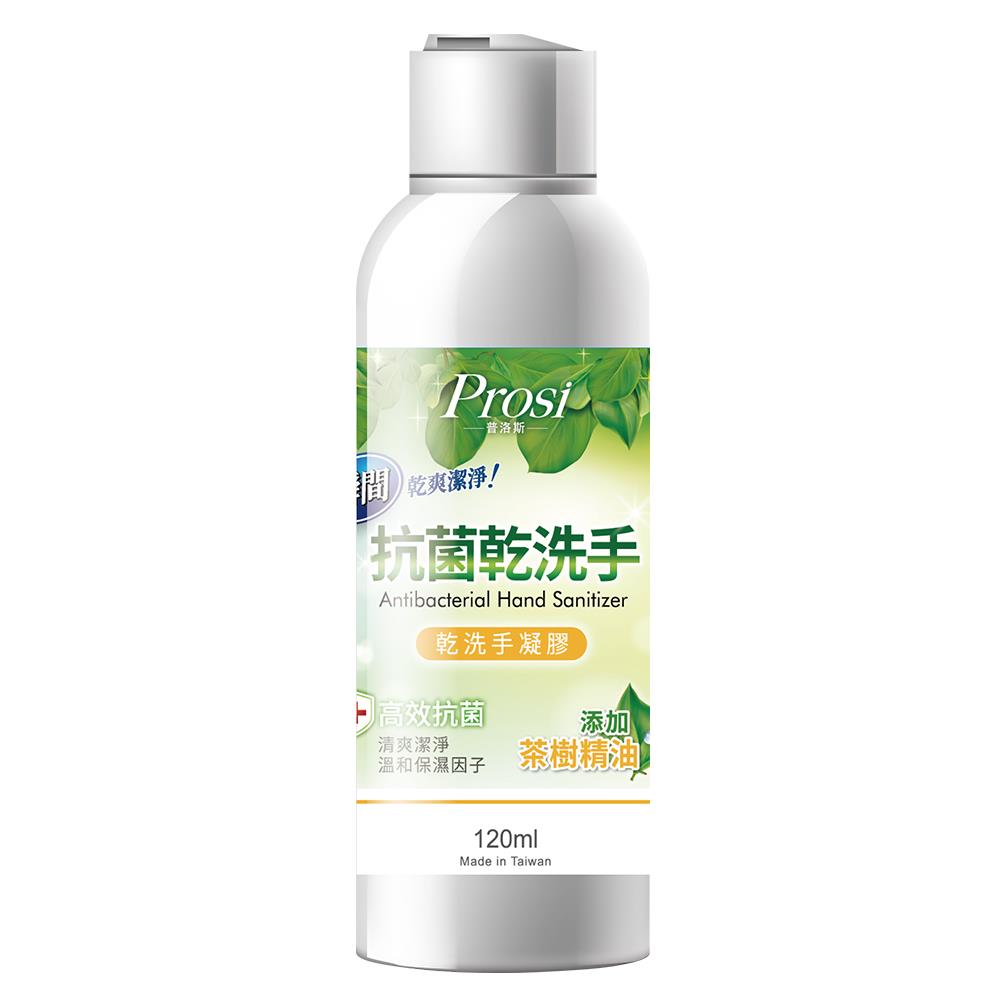 Prosi
普洛斯
間 乾爽潔淨!
抗菌乾洗手
Antibacterial Hand Sanitizer
乾洗手凝膠
高效抗菌
清爽潔淨
溫和保濕因子
添加
茶樹精油
120ml
Made in Taiwan